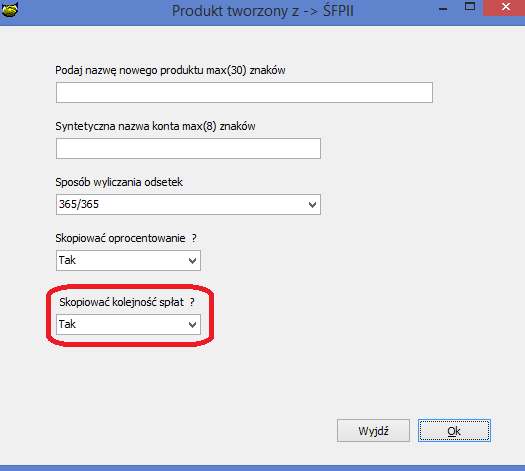 Produkt tworzony z -> ŚFPII
Podaj nazwę nowego produktu max(30) znaków
Syntetyczna nazwa konta max(8) znaków
Sposób wyliczania odsetek
365/365
Skopiować oprocentowanie ?
Tak
Skopiować kolejność spłat ?
Tak
Wyjdź Ok